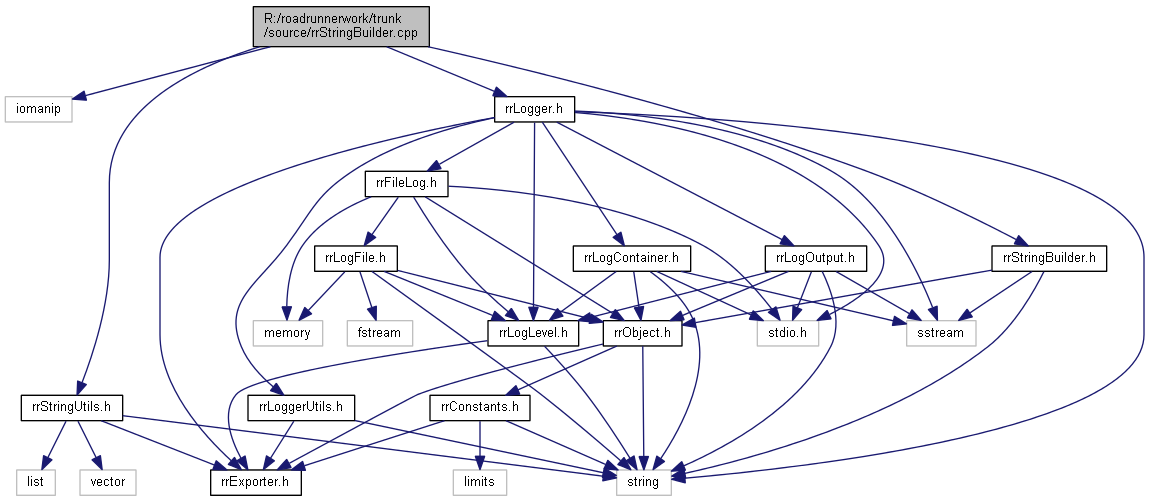 R:/roadrunnerwork/trunk
/source/rrStringBuilder.cpp
iomanip
rrLogger.h
rrFileLog.h
rrLogFile.h
rrLogContainer.h
rrLogOutput.h
rrStringBuilder.h
memory
fstream
rrLogLevel.h
rrObject.h
stdio.h
sstream
rrStringUtils.h
rrLoggerUtils.h
rrConstants.h
list
vector
rrExporter.h
limits
string